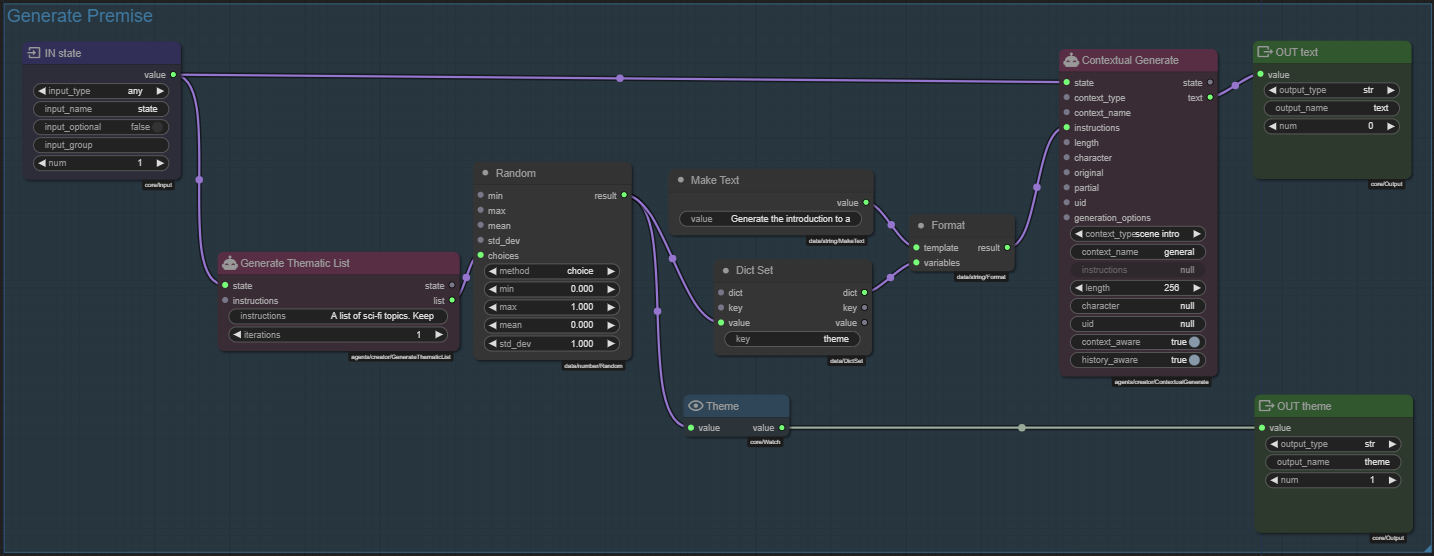 Generate Premise
IN state
value
input_type any
input_name state
input_optional false
input_group
num 1
core/Input
Generate Thematic List
state state
instructions list
instructions A list of sci-fi topics. Keep
iterations 1
agents/creator/GenerateThematicList
Random
min result
max
mean
std_dev
choices
method choice
min 0.000
max 1.000
mean 0.000
std_dev 1.000
data/number/Random
Make Text
value
value Generate the introduction to a
data/string/MakeText
Dict Set
dict dict
key key
value value
key theme
data/DictSet
Theme
value value
core/Watch
Format
template result
variables
data/string/Format
Contextual Generate
state state
context_type text
context_name
instructions
length
character
original
partial
uid
generation_options
context_type scene intro
context_name general
instructions null
length 256
character null
uid null
context_aware true
history_aware true
agents/creator/ContextualGenerate
OUT text
value
output_type str
output_name text
num 0
core/Output
OUT theme
value
output_type str
output_name theme
num 1
core/Output